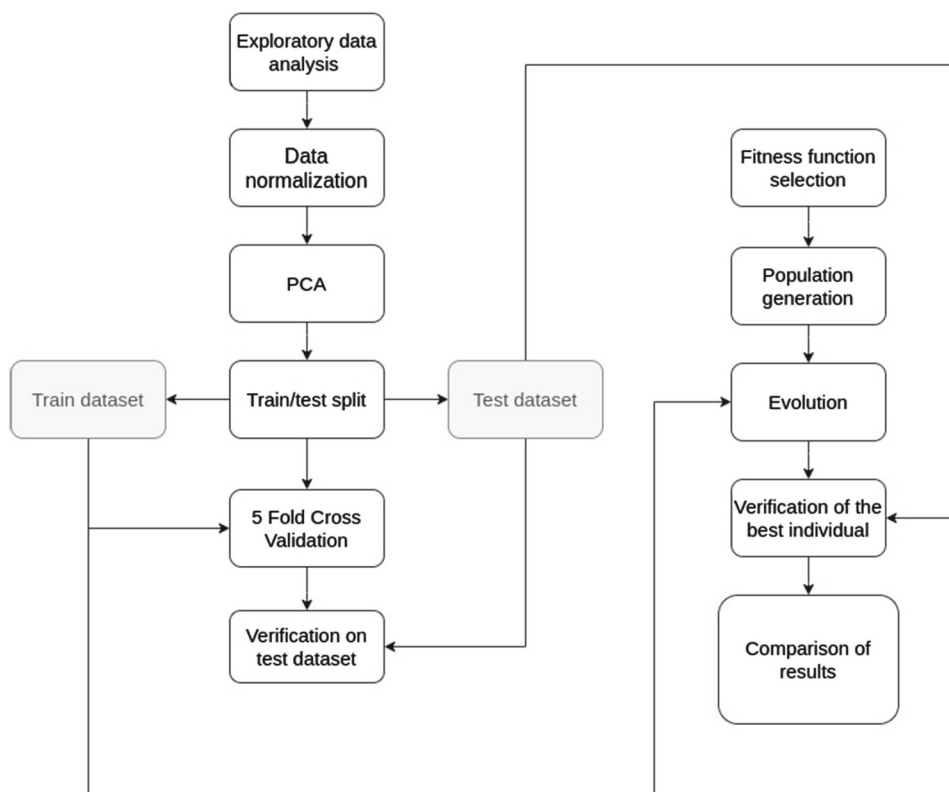 Exploratory data
analysis
Data
normalization
PCA
Train dataset
Train/test split
Test dataset
5 Fold Cross
Validation
Verification on
test dataset
Fitness function
selection
Population
generation
Evolution
Verification of the
best individual
Comparison of
results